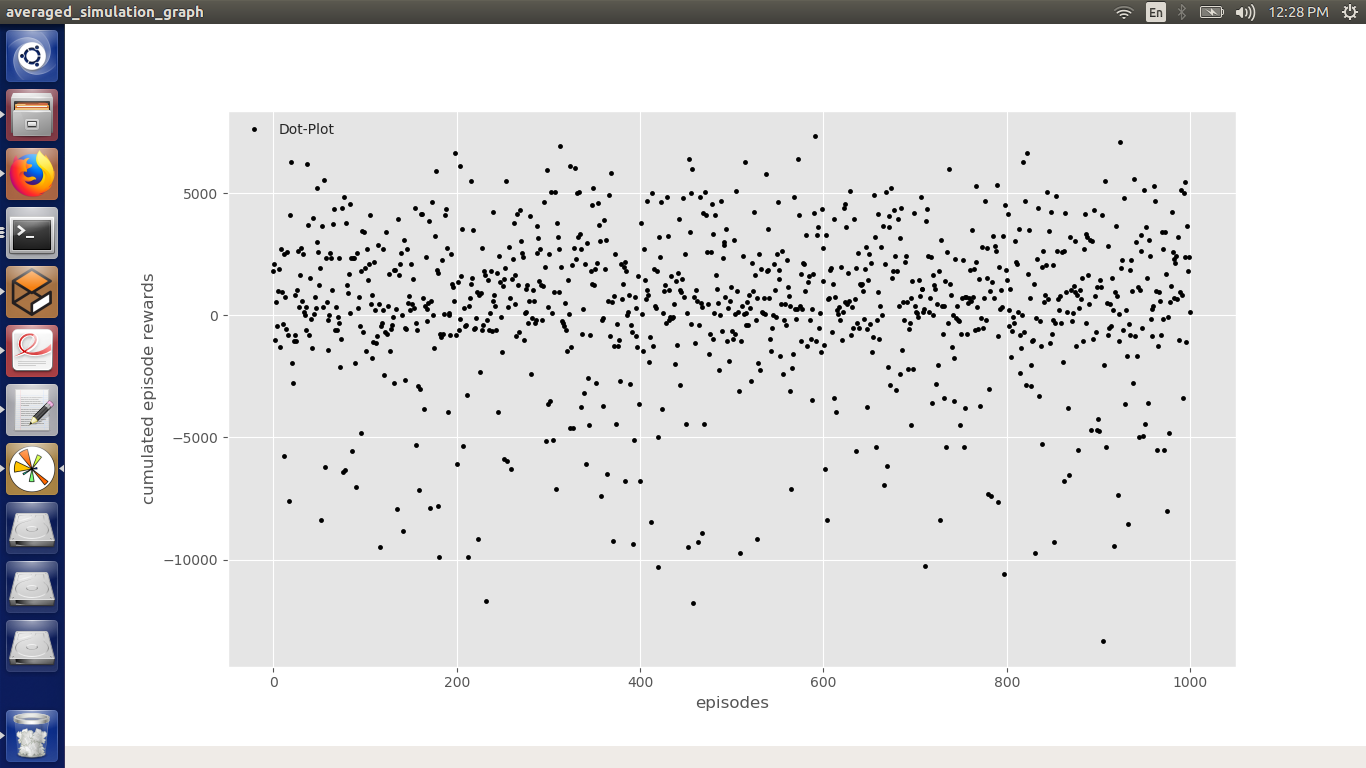 averaged_simulation_graph
En
12:28 PM
Dot-Plot
5000
0
−5000
−10000
cumulated episode rewards
0 200 400 600 800 1000
episodes